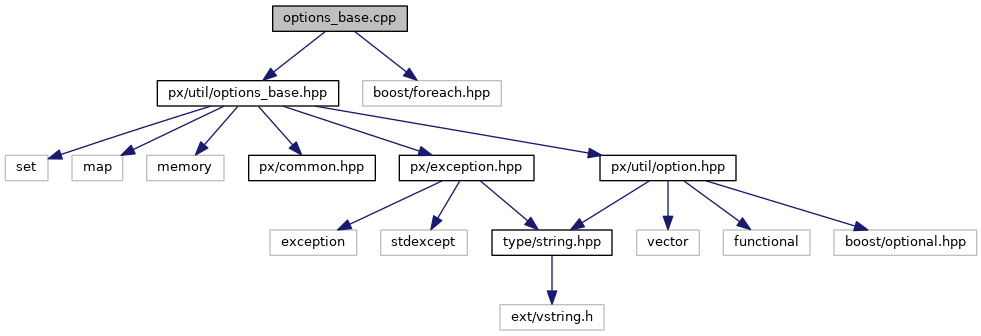 options_base.cpp
px/util/options_base.hpp
boost/foreach.hpp
set
map
memory
px/common.hpp
px/exception.hpp
px/util/option.hpp
exception
stdexcept
type/string.hpp
vector
functional
boost/optional.hpp
ext/vstring.h